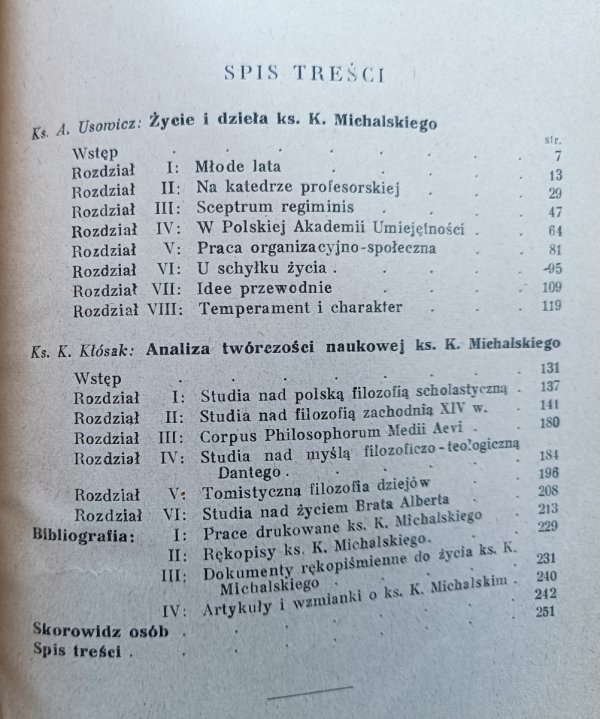 SPIS TREŚCI
Ks. A. Usowicz: Życie i dzieła ks. K. Michalskiego
str.
Wstęp . . . . . . . 7
Rozdział I: Młode lata . . . . 13
Rozdział II: Na katedrze profesorskiej . . . 29
Rozdział III: Sceptrum regiminis . . . 47
Rozdział IV: W Polskiej Akademii Umiejętności . . 64
Rozdział V: Praca organizacyjno-społeczna . . 81
Rozdział VI: U schyłku życia . . . . 95
Rozdział VII: Idee przewodnie . . . . 109
Rozdział VIII: Temperament i charakter . . . 119
Ks. K. Kłósak: Analiza twórczości naukowej ks. K. Michalskiego
Wstęp . . . . . . . 131
Rozdział I: Studia nad polską filozofią scholastyczną . 137
Rozdział II: Studia nad filozofią zachodnią XIV w. . 141
Rozdział III: Corpus Philosophorum Medii Aevi . . 180
Rozdział IV: Studia nad myślą filozoficzo-teologiczną
Dantego . . . . . 184
Rozdział V: Tomistyczna filozofia dziejów . . 196
Rozdział VI: Studia nad życiem Brata Alberta . . 208
Bibliografia: I: Prace drukowane ks. K. Michalskiego . 213
II: Rękopisy ks. K. Michalskiego. . . 229
III: Dokumenty rękopiśmienne do życia ks. K.
Michalskiego . . . . 231
IV: Artykuły i wzmianki o ks. K. Michalskim . 240
Skorowidz osób . . . . . . 242
Spis treści . . . . . . . 251